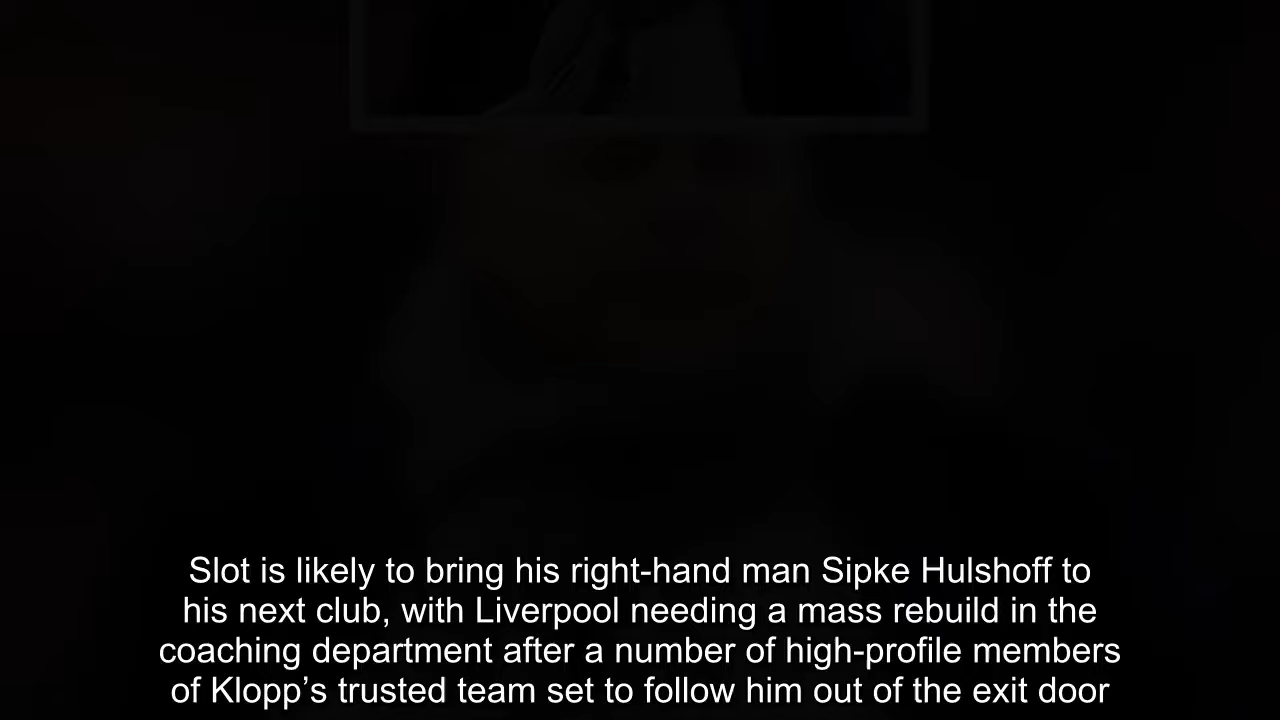 Slot is likely to bring his right-hand man Sipke Hulshoff to
his next club, with Liverpool needing a mass rebuild in the
coaching department after a number of high-profile members
of Klopp’s trusted team set to follow him out of the exit door